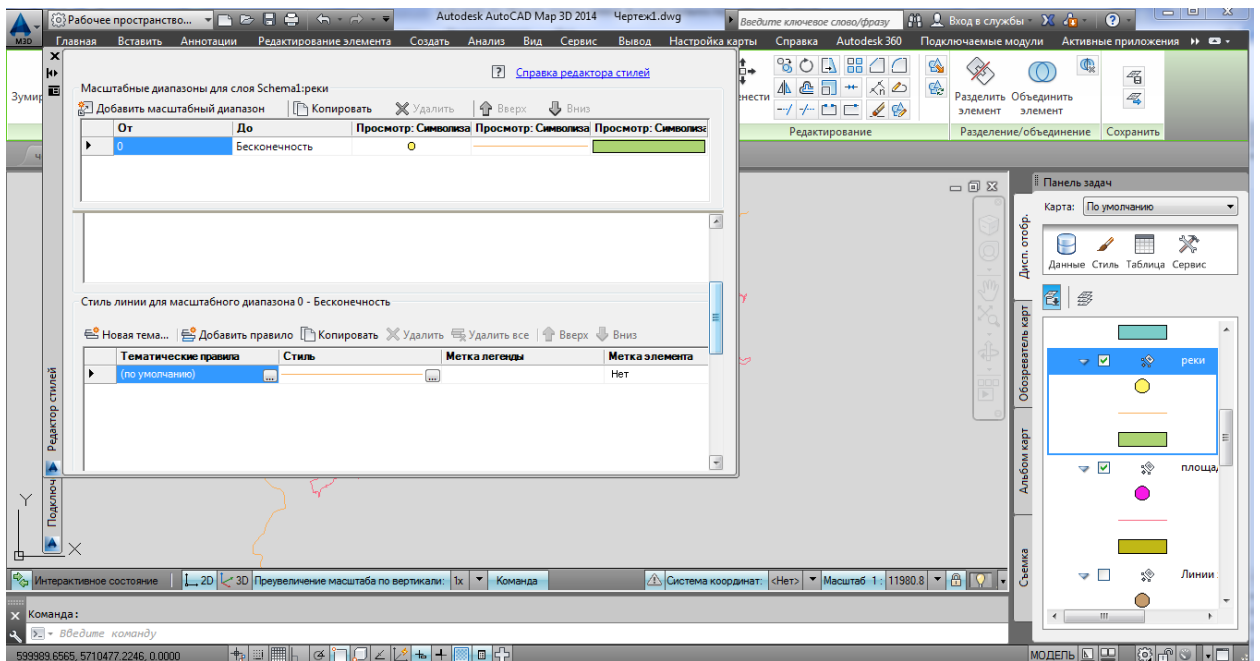 Рабочее пространство... Autodesk AutoCAD Map 3D 2014 Чертеж1.dwg Введите ключевое слово/фразу Вход в службы
M3D Главная Вставить Аннотации Редактирование элемента Создать Анализ Вид Сервис Вывод Настройка карты Справка Autodesk 360 Подключаемые модули Активные приложения
Справка редактора стилей
Масштабные диапазоны для слоя Schema1:реки
Добавить масштабный диапазон Копировать Удалить Вверх Вниз
От До Просмотр: Символиза Просмотр: Символиза Просмотр: Символиза
0 Бесконечность
Стиль линии для масштабного диапазона 0 - Бесконечность
Новая тема... Добавить правило Копировать Удалить Удалить все Вверх Вниз
Тематические правила Стиль Метка легенды Метка элемента
(по умолчанию) ... ... Нет
Редактор стилей
Подключ
Зумир
нести
Разделить Объединить
элемент элемент
Редактирование Разделение/объединение Сохранить
Панель задач
Карта: По умолчанию
Данные Стиль Таблица Сервис
Дисп. отобр.
Обозреватель карт
Альбом карт
Съемка
реки
площа
Линии
Y
X
Интерактивное состояние 2D 3D Преувеличение масштаба по вертикали: 1x Команда Система координат: <Нет> Масштаб 1 : 11980.8
Команда:
Введите команду
599989.6565, 5710477.2246, 0.0000 МОДЕЛЬ